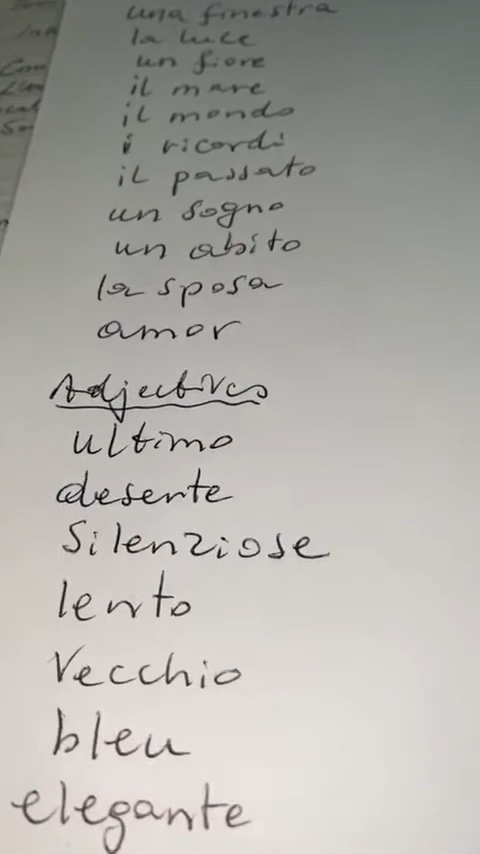 una finestra
la luce
un fiore
il mare
il mondo
i ricordi
il passato
un sogno
un abito
la sposa
amor
Adjectives
ultimo
deserte
Silenziose
lento
Vecchio
bleu
elegante